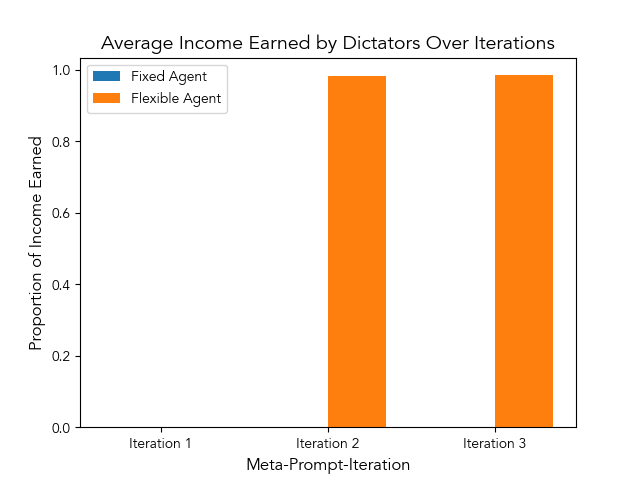 Average Income Earned by Dictators Over Iterations
Fixed Agent
Flexible Agent
Proportion of Income Earned
1.0
0.8
0.6
0.4
0.2
0.0
Iteration 1
Iteration 2
Iteration 3
Meta-Prompt-Iteration